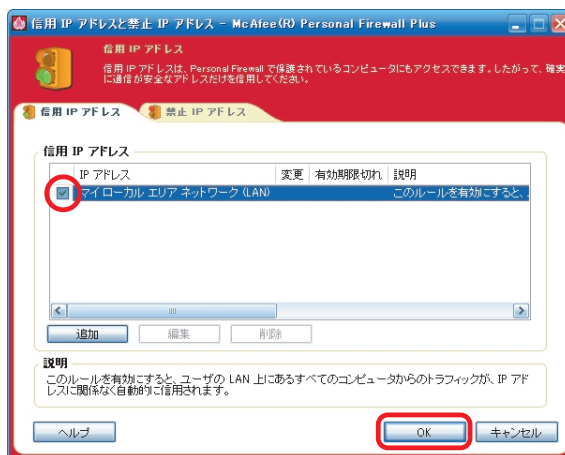 信用 IP アドレスと禁止 IP アドレス - McAfee(R) Personal Firewall Plus
信用 IP アドレス
信用 IP アドレスは、Personal Firewall で保護されているコンピュータにもアクセスできます。したがって、確実
に通信が安全なアドレスだけを信用してください。
信用 IP アドレス 禁止 IP アドレス
信用 IP アドレス
IP アドレス 変更 有効期限切れ 説明
マイ ローカル エリア ネットワーク (LAN) このルールを有効にすると、.
追加 編集 削除
説明
このルールを有効にすると、ユーザの LAN 上にあるすべてのコンピュータからのトラフィックが、IP アド
レスに関係なく自動的に信用されます。
ヘルプ OK キャンセル